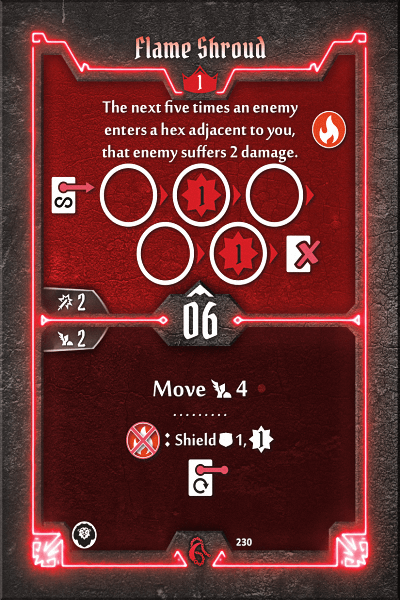 Flame Shroud
1
The next five times an enemy
enters a hex adjacent to you,
that enemy suffers 2 damage.
1
1
2
06
2
Move 4
: Shield 1, 1
230